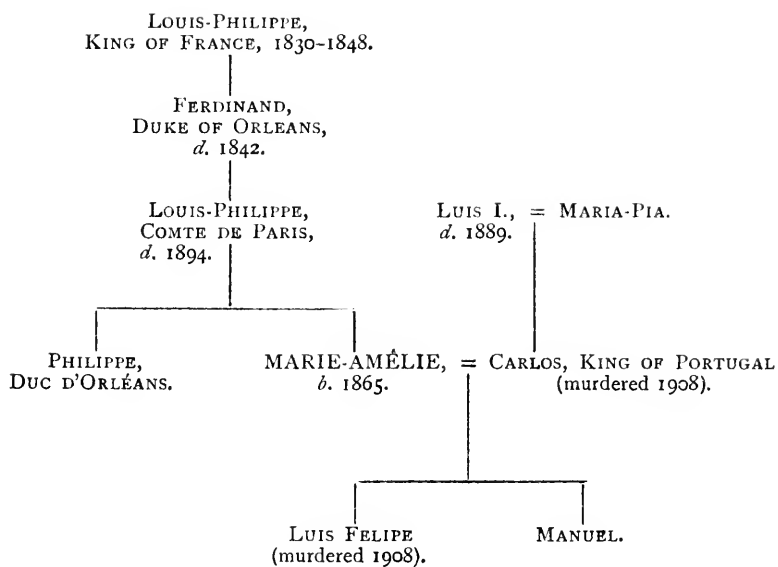 LOUIS-PHILIPPE,
KING OF FRANCE, 1830-1848.
FERDINAND,
DUKE OF ORLEANS,
d. 1842.
LOUIS-PHILIPPE,
COMTE DE PARIS,
d. 1894.
LUIS I., = MARIA-PIA.
d. 1889.
PHILIPPE,
DUC D'ORLÉANS.
MARIE-AMÊLIE, = CARLOS, KING OF PORTUGAL
b. 1865.
(murdered 1908).
LUIS FELIPE
(murdered 1908).
MANUEL.